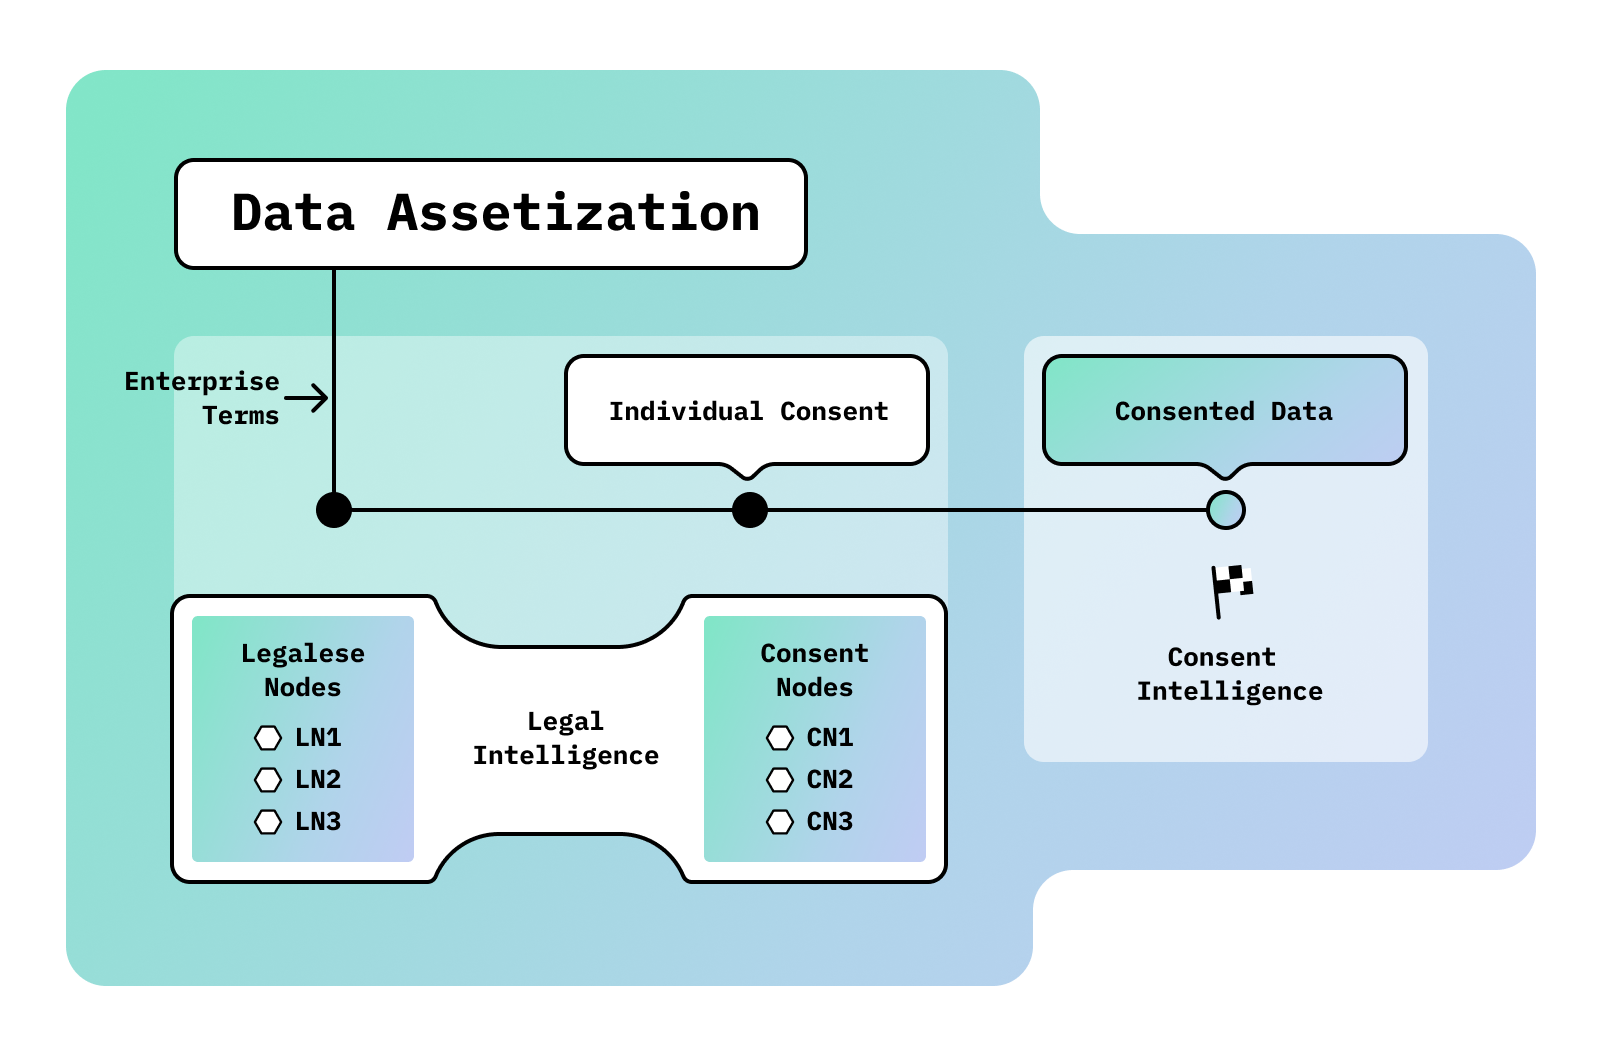 Data Assetization
Enterprise
Terms
Individual Consent
Consented Data
Legalese
Nodes
LN1
LN2
LN3
Legal
Intelligence
Consent
Nodes
CN1
CN2
CN3
Consent
Intelligence